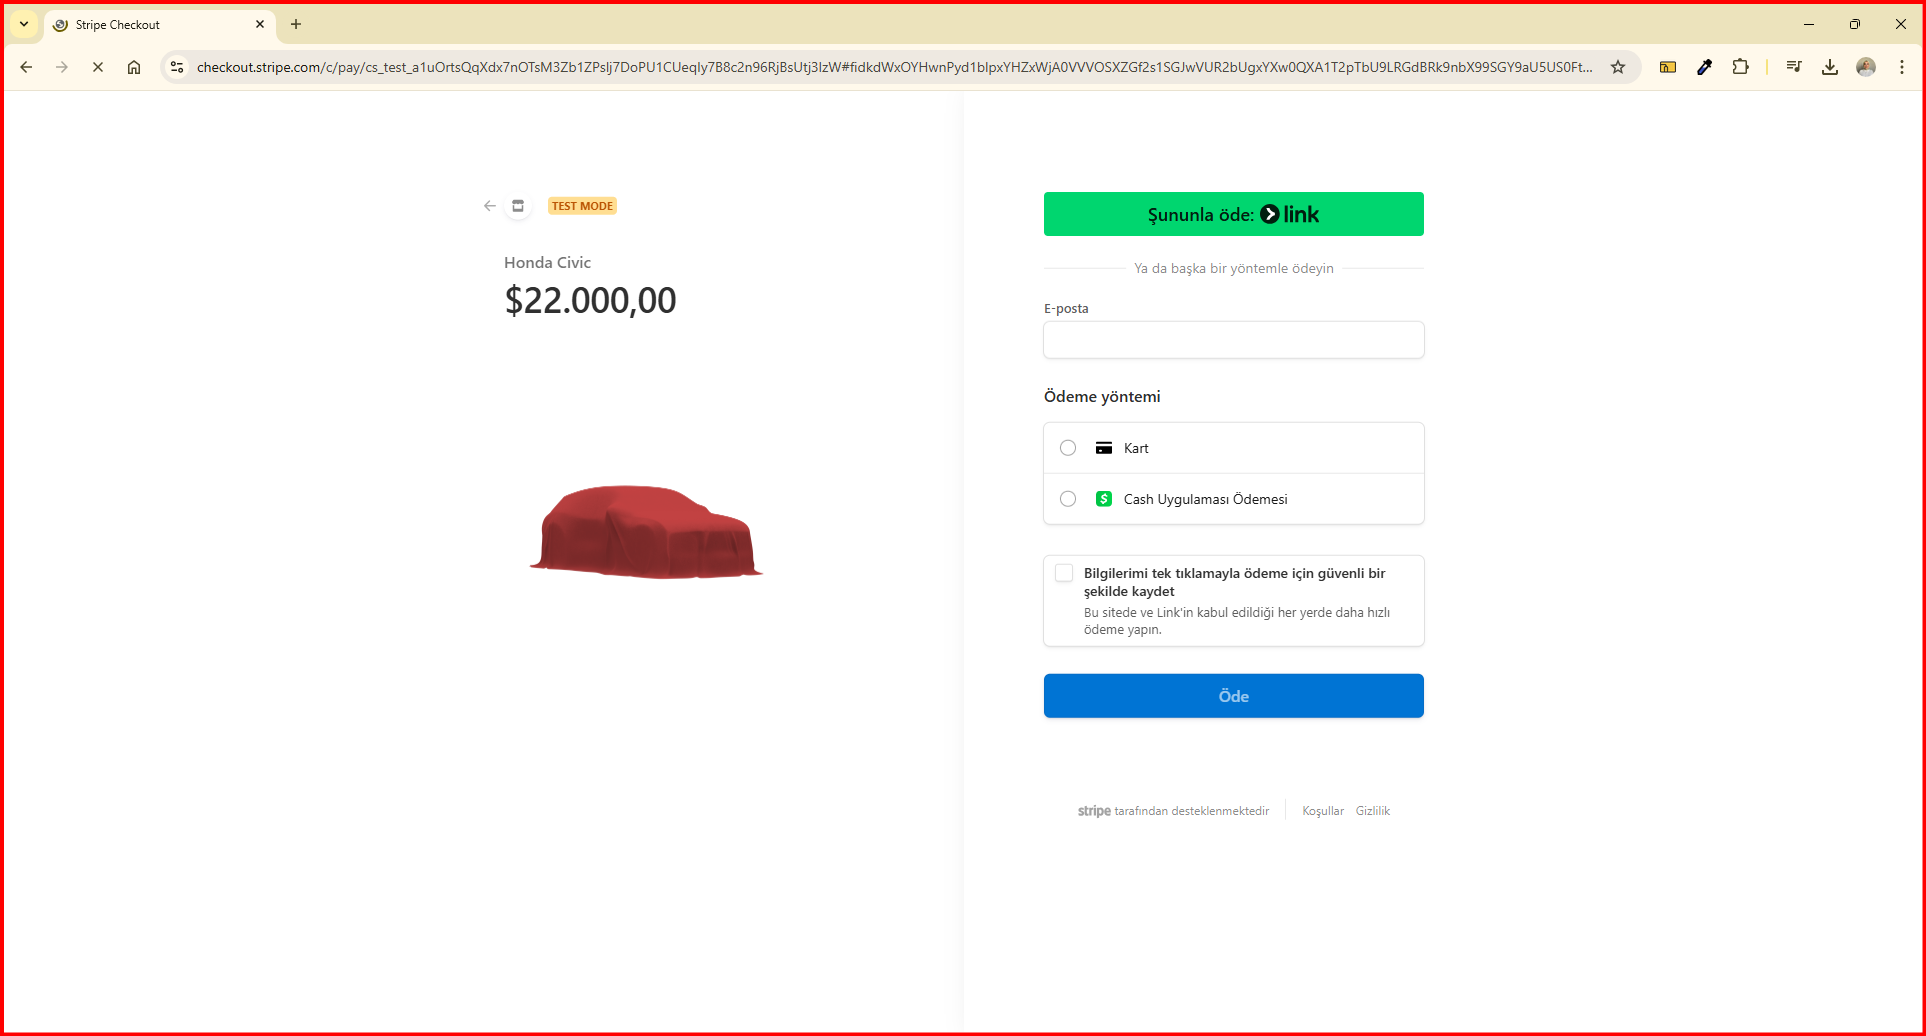 Stripe Checkout
checkout.stripe.com/c/pay/cs_test_a1uOrtsQqXdx7nOTsM3Zb1ZPslj7DoPU1CUeqly7B8c2n96RjBsUtj3IzW#fidkdWxOYHwnPyd1blpxYHZxWjA0VVVOSXZGf2s1SGJwVUR2bUgxYXw0QXA1T2pTbU9LRGdBRk9nbX99SGY9aU5US0Ft...
TEST MODE
Honda Civic
$22.000,00
Şununla öde: link
Ya da başka bir yöntemle ödeyin
E-posta
Ödeme yöntemi
Kart
Cash Uygulaması Ödemesi
Bilgilerimi tek tıklamayla ödeme için güvenli bir
şekilde kaydet
Bu sitede ve Link'in kabul edildiği her yerde daha hızlı
ödeme yapın.
Öde
stripe tarafından desteklenmektedir
Koşullar Gizlilik